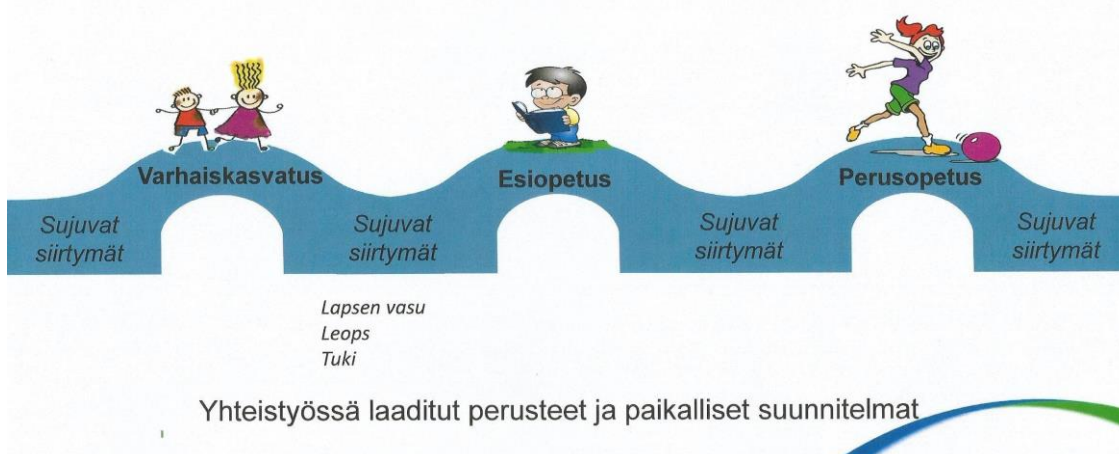 Varhaiskasvatus
Esiopetus
Perusopetus
Sujuvat
siirtymät
Sujuvat
siirtymät
Sujuvat
siirtymät
Sujuvat
siirtymät
Lapsen vasu
Leops
Tuki
Yhteistyössä laaditut perusteet ja paikalliset suunnitelmat